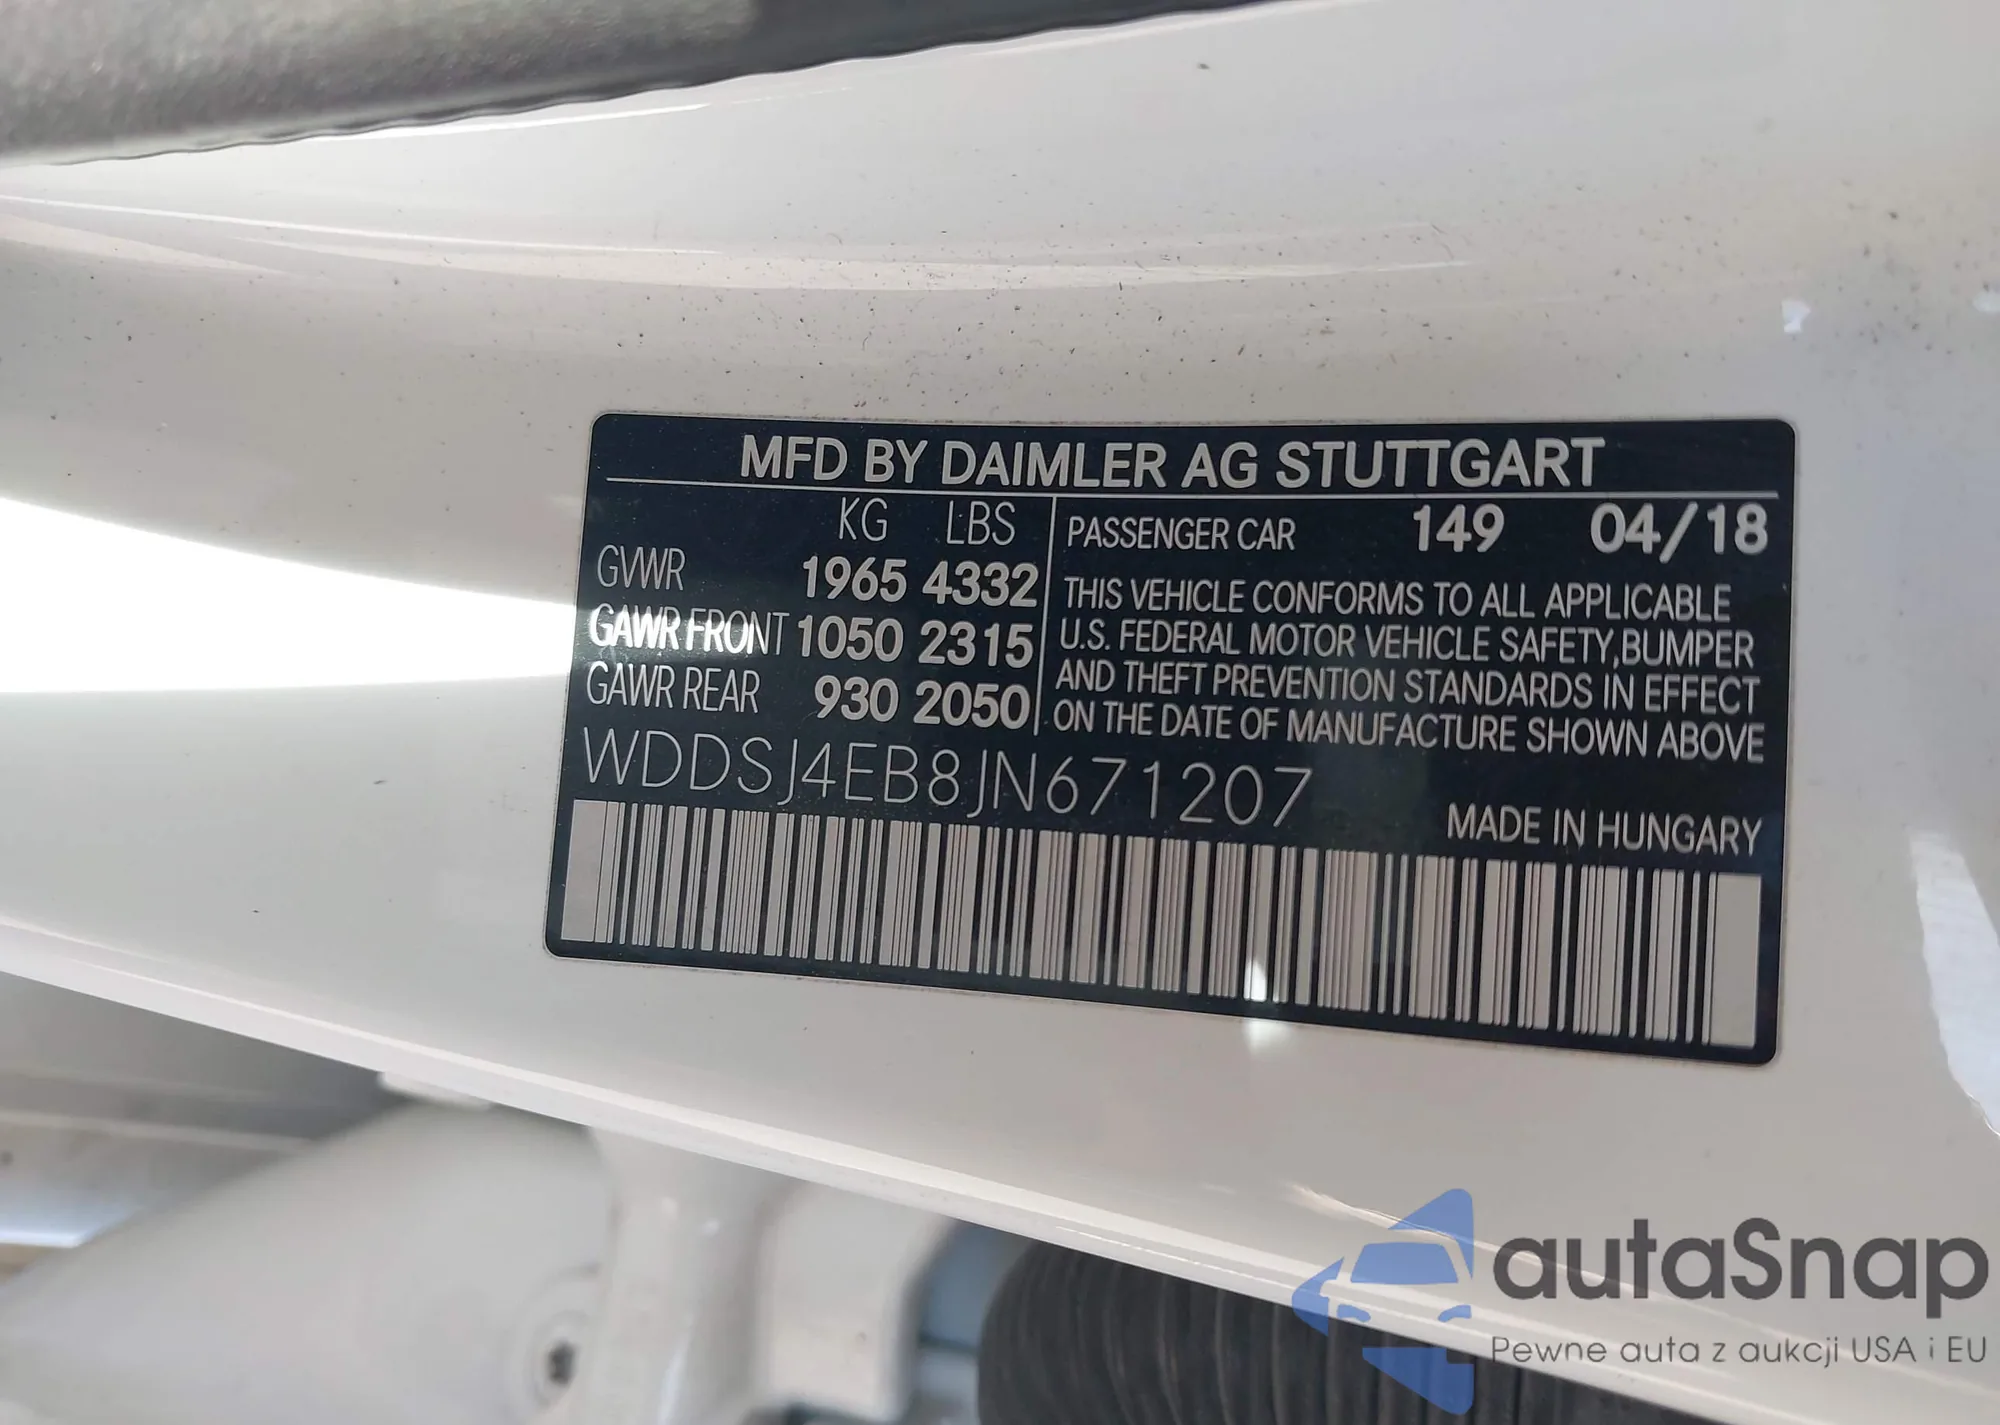 MFD BY DAIMLER AG STUTTGART
KG LBS
GVWR 1965 4332
GAWR FRONT 1050 2315
GAWR REAR 930 2050
PASSENGER CAR 149 04/18
THIS VEHICLE CONFORMS TO ALL APPLICABLE
U.S. FEDERAL MOTOR VEHICLE SAFETY,BUMPER
AND THEFT PREVENTION STANDARDS IN EFFECT
ON THE DATE OF MANUFACTURE SHOWN ABOVE
WDDSJ4EB8JN671207
MADE IN HUNGARY
autaSnap
Pewne auta z aukcji USA i EU